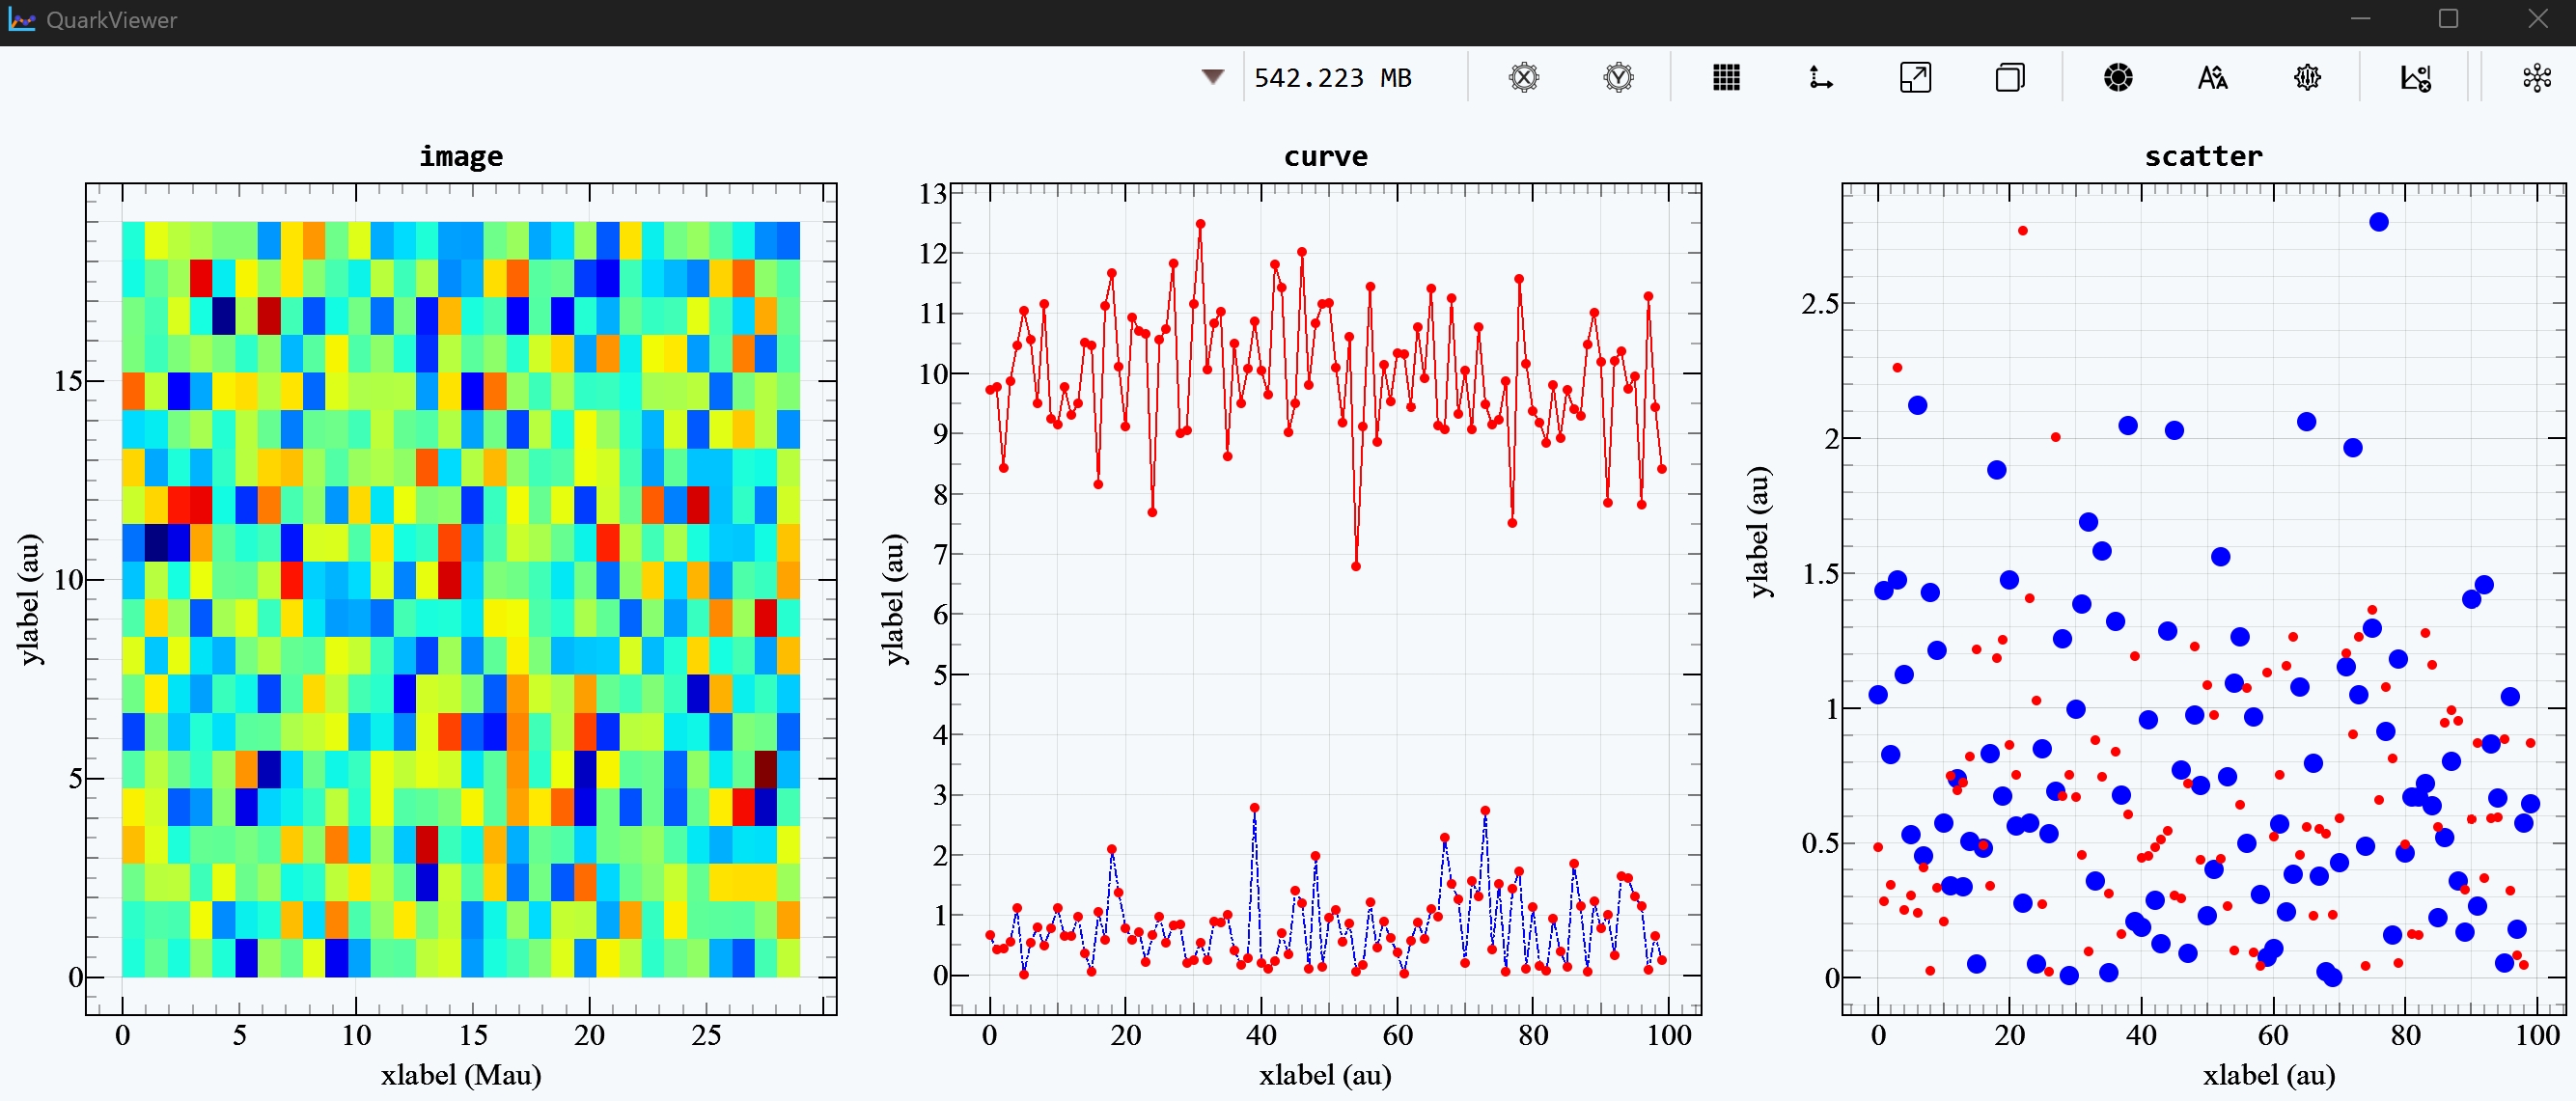 QuarkViewer
542.223 MB
X
Y
image
curve
scatter
ylabel (au)
15
10
5
0
0 5 10 15 20 25
xlabel (Mau)
ylabel (au)
13
12
11
10
9
8
7
6
5
4
3
2
1
0
0 20 40 60 80 100
xlabel (au)
ylabel (au)
2.5
2
1.5
1
0.5
0
0 20 40 60 80 100
xlabel (au)